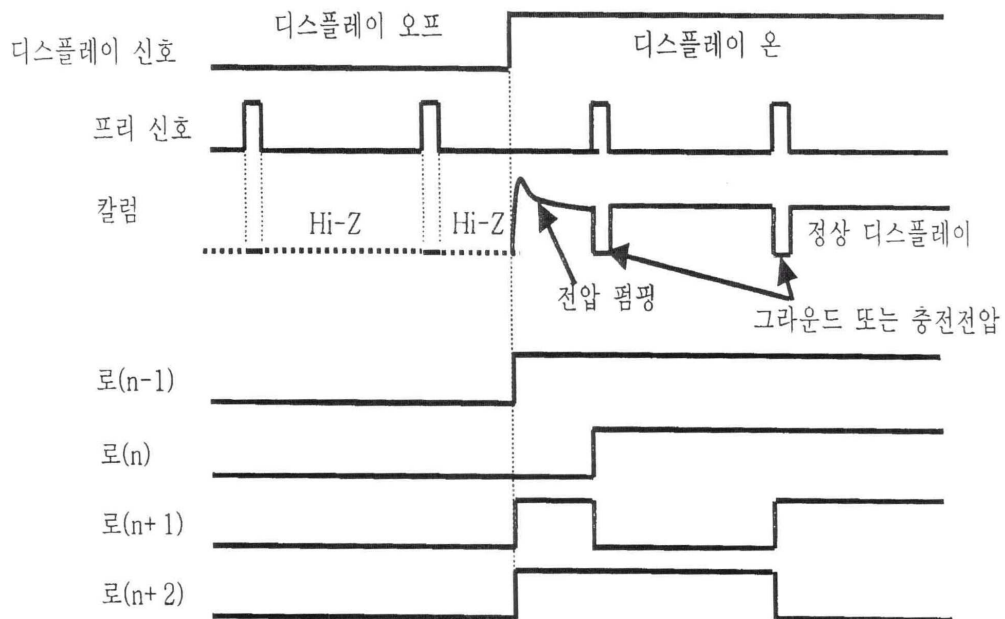 디스플레이 오프
디스플레이 온
디스플레이 신호
프리 신호
칼럼
Hi-Z
Hi-Z
정상 디스플레이
전압 펌핑
그라운드 또는 충전전압
로(n-1)
로(n)
로(n+1)
로(n+2)